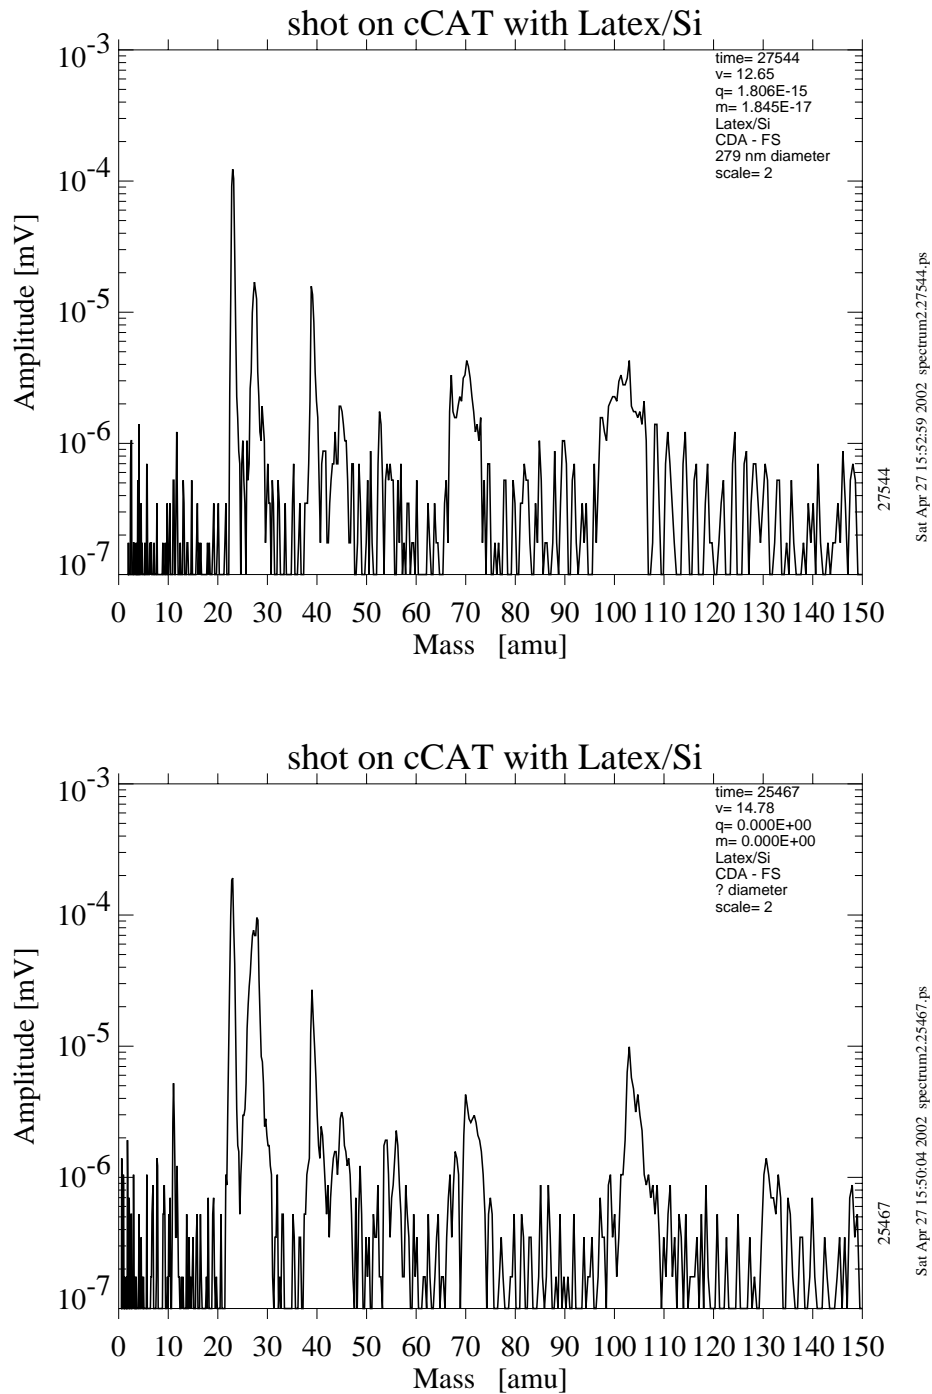 shot on cCAT with Latex/Si
10-3
10-4
10-5
10-6
10-7
Amplitude [mV]
time= 27544
v= 12.65
q= 1.806E-15
m= 1.845E-17
Latex/Si
CDA - FS
279 nm diameter
scale= 2
0 10 20 30 40 50 60 70 80 90 100 110 120 130 140 150
Mass [amu]
27544
Sat Apr 27 15:52:59 2002 spectrum2.27544.ps
shot on cCAT with Latex/Si
10-3
10-4
10-5
10-6
10-7
Amplitude [mV]
time= 25467
v= 14.78
q= 0.000E+00
m= 0.000E+00
Latex/Si
CDA - FS
? diameter
scale= 2
0 10 20 30 40 50 60 70 80 90 100 110 120 130 140 150
Mass [amu]
25467
Sat Apr 27 15:50:04 2002 spectrum2.25467.ps